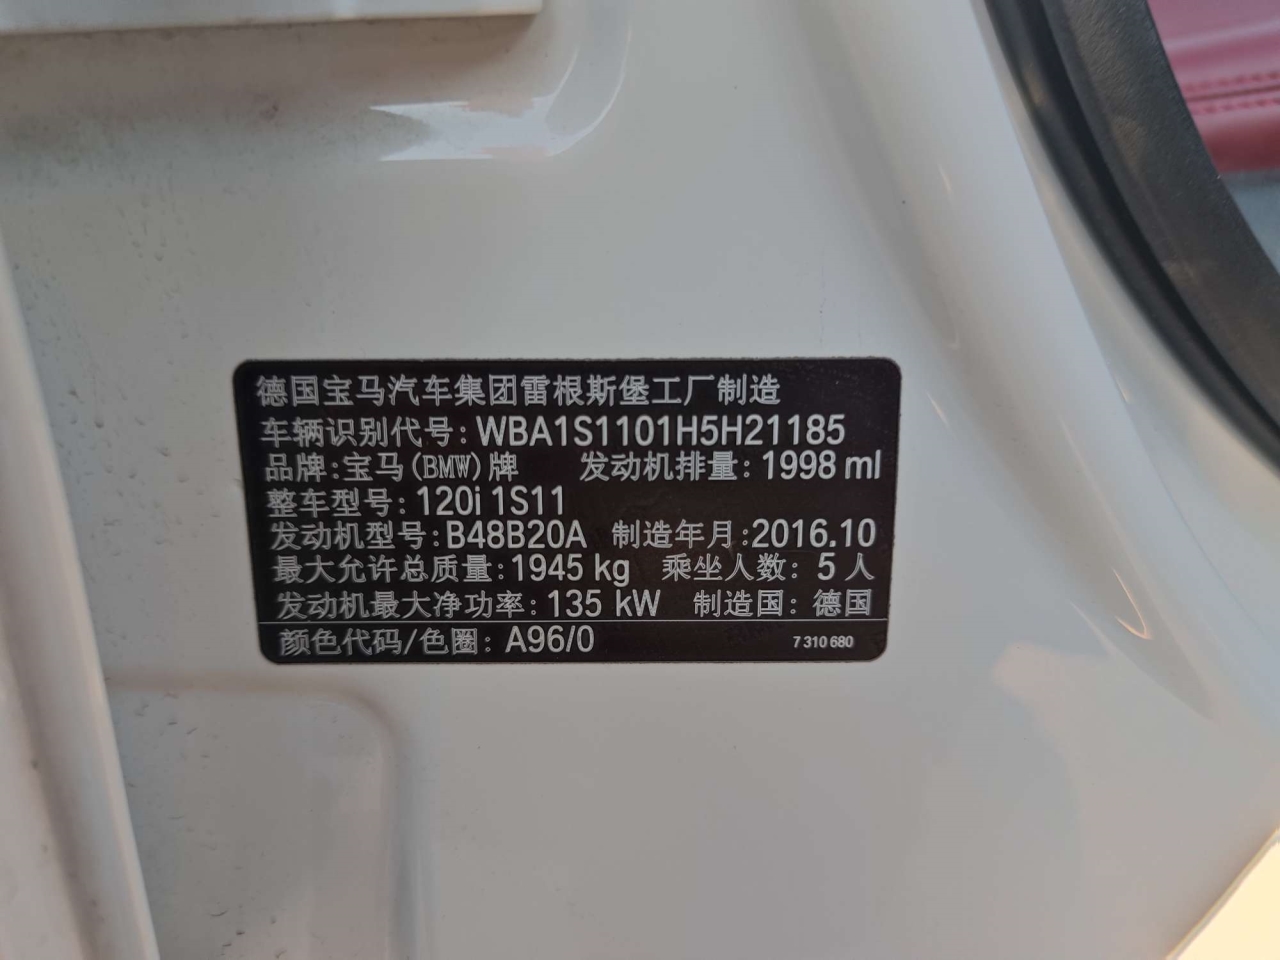 德国宝马汽车集团雷根斯堡工厂制造
车辆识别代号: WBA1S1101H5H21185
品牌:宝马(BMW)牌 发动机排量: 1998 ml
整车型号: 120i 1S11
发动机型号:B48B20A 制造年月:2016.10
最大允许总质量:1945 kg 乘坐人数: 5 人
发动机最大净功率: 135 kW 制造国: 德国
颜色代码/色圈: A96/0 7 310 680